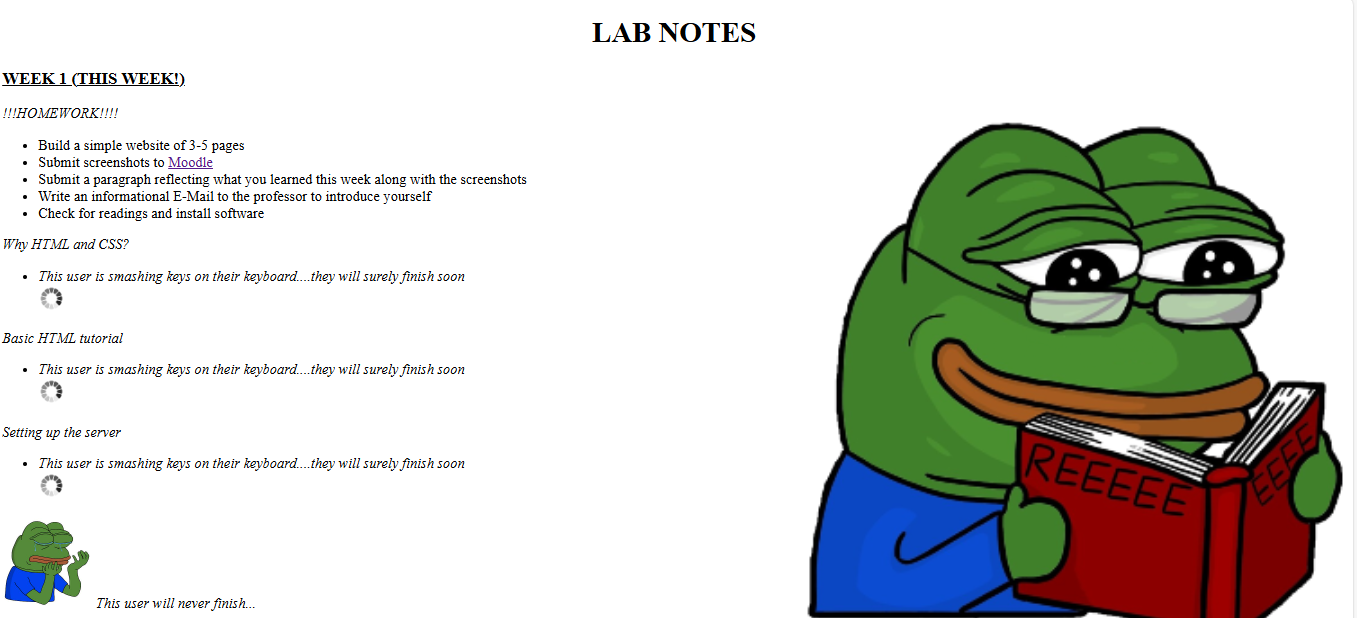 LAB NOTES
WEEK 1 (THIS WEEK!)
!!!HOMEWORK!!!!
Build a simple website of 3-5 pages
Submit screenshots to Moodle
Submit a paragraph reflecting what you learned this week along with the screenshots
Write an informational E-Mail to the professor to introduce yourself
Check for readings and install software
Why HTML and CSS?
This user is smashing keys on their keyboard....they will surely finish soon
Basic HTML tutorial
This user is smashing keys on their keyboard....they will surely finish soon
Setting up the server
This user is smashing keys on their keyboard....they will surely finish soon
This user will never finish...
REEEEEE
EEEE